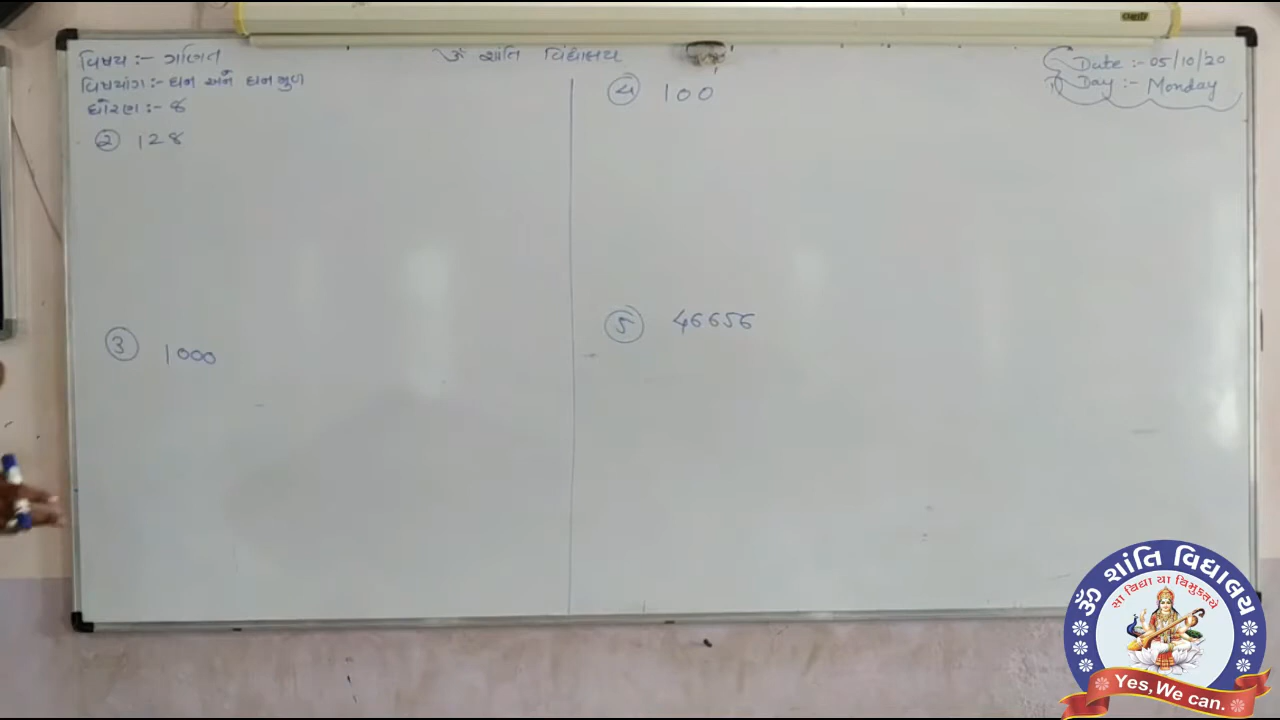 વિષય :- ગણિત
ૐ શાંતિ વિદ્યાલય
Date :- 05/10/'20
Day :- Monday
વિષયાંગ :- ઘન અને ઘનમુળ
ધોરણ :- ૮
② 128
③ 1000
④ 100
⑤ 46656
ૐ શાંતિ વિદ્યાલય
સા વિદ્યા યા વિમુક્તયે
Yes, We can.